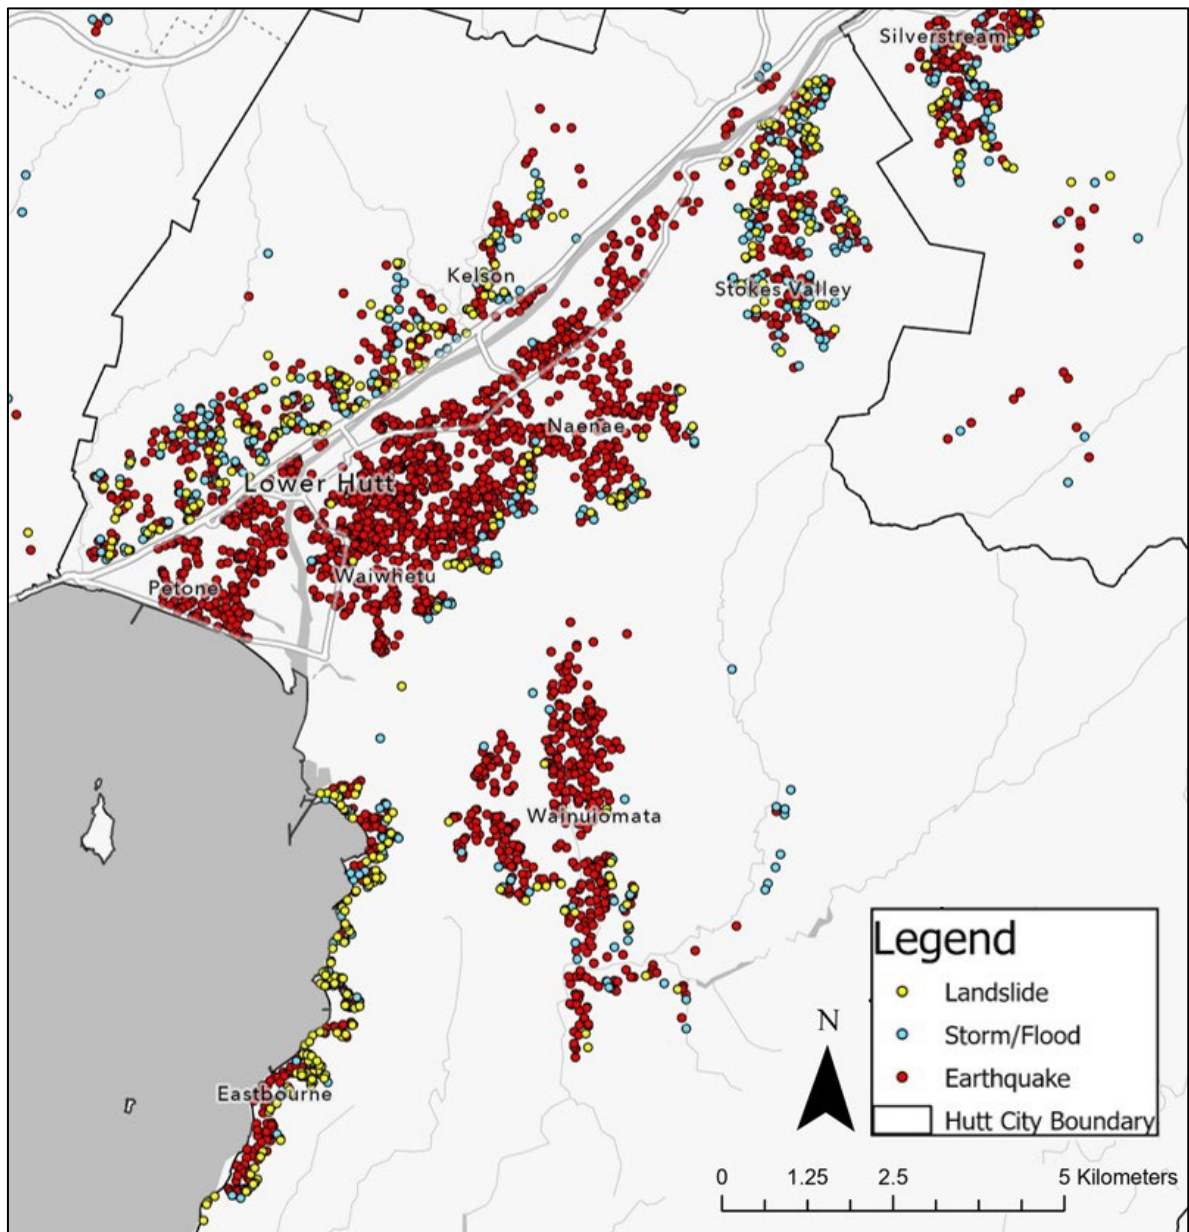 Silverstream
Kelson
Stokes Valley
Naenae
Lower Hutt
Waiwhetu
Petone
Wainuiomata
Eastbourne
Legend
Landslide
Storm/Flood
Earthquake
Hutt City Boundary
N
0 1.25 2.5 5 Kilometers